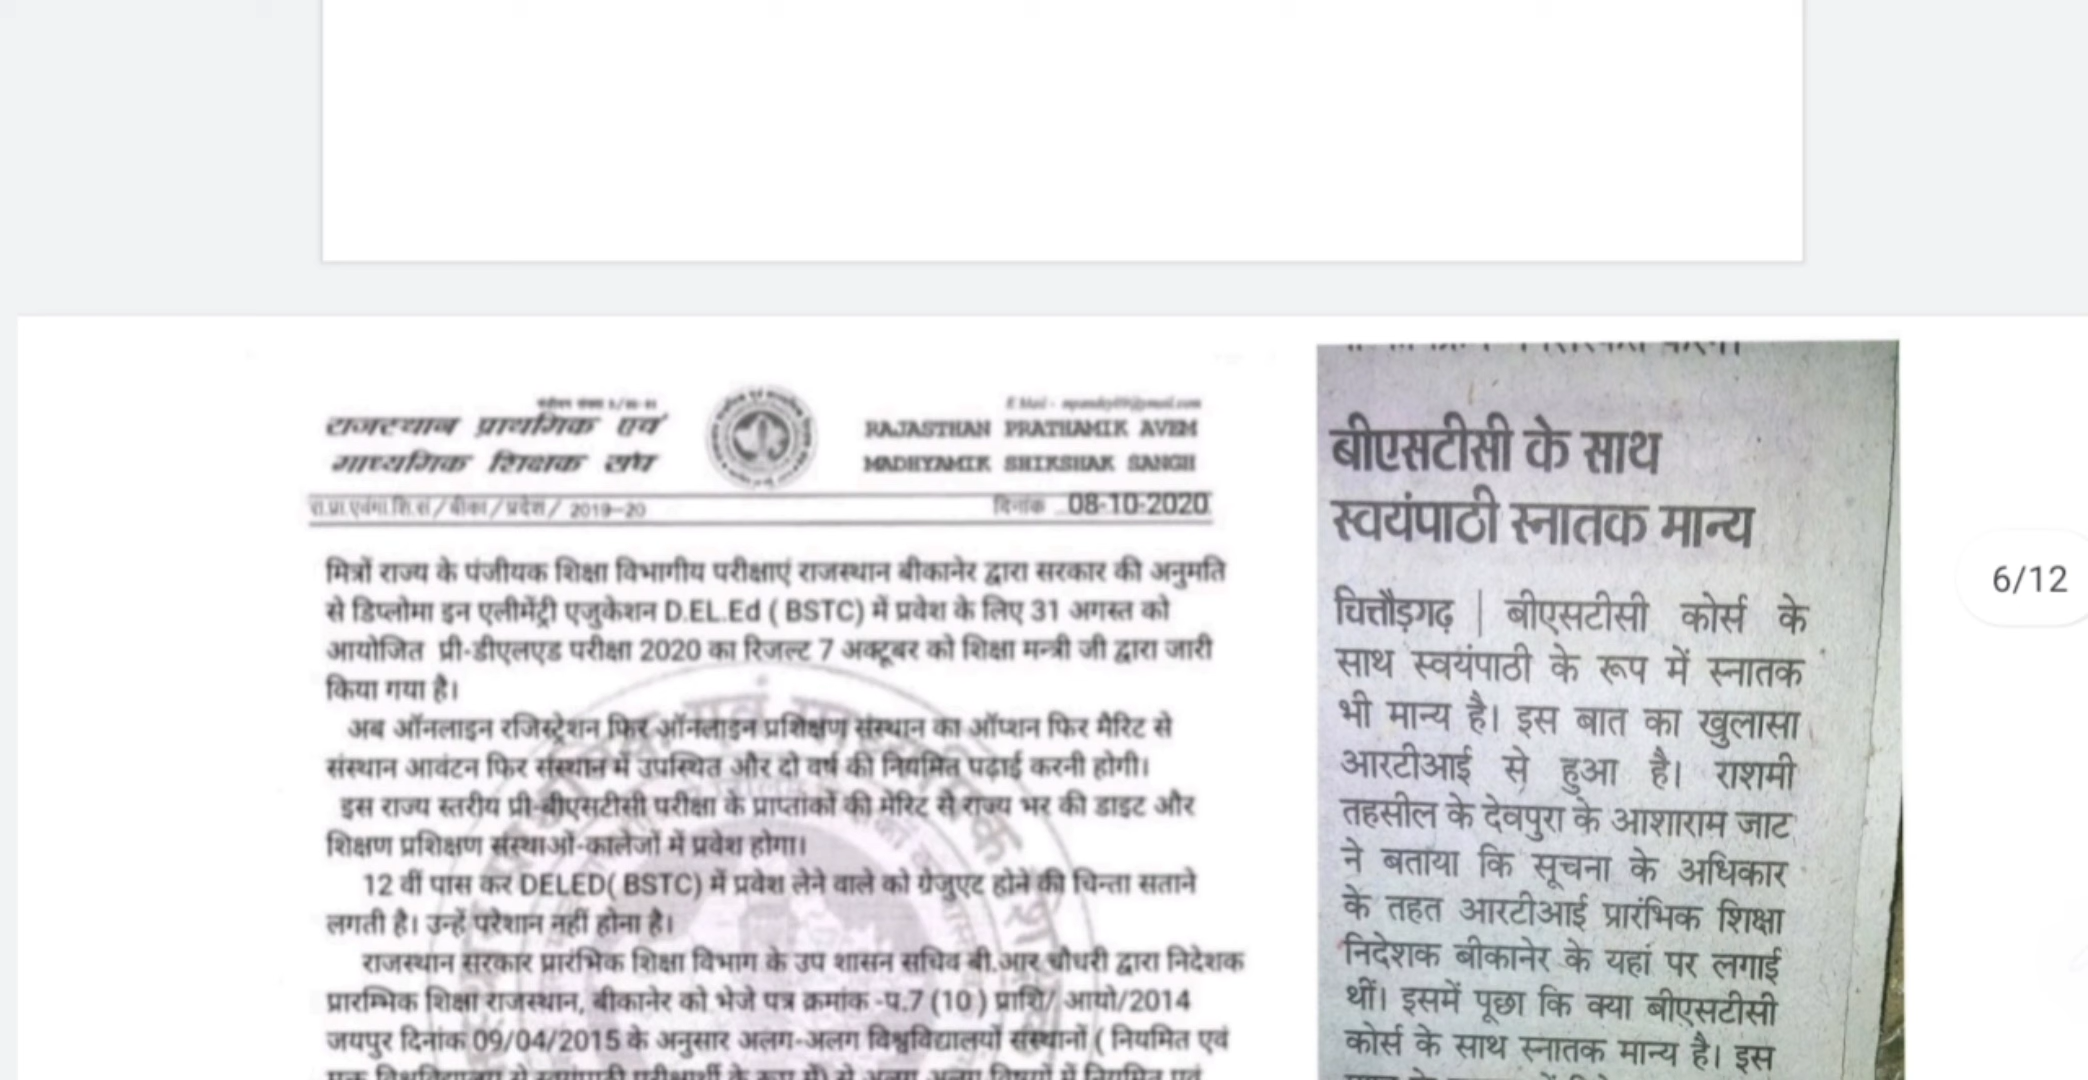 राजस्थान प्राथमिक एवं
माध्यमिक शिक्षक संघ
RAJASTHAN PRATHAMIK AVEM
MADHYAMIK SHIKSHAK SANGH
रा.प्रा.एवंमा.शि.सं/बीका/प्रदेश/ 2019-20
दिनांक 08-10-2020
मित्रों राज्य के पंजीयक शिक्षा विभागीय परीक्षाएं राजस्थान बीकानेर द्वारा सरकार की अनुमति
से डिप्लोमा इन एलीमेंट्री एजुकेशन D.EL.Ed ( BSTC) में प्रवेश के लिए 31 अगस्त को
आयोजित प्री-डीएलएड परीक्षा 2020 का रिजल्ट 7 अक्टूबर को शिक्षा मन्त्री जी द्वारा जारी
किया गया है।
अब ऑनलाइन रजिस्ट्रेशन फिर ऑनलाइन प्रशिक्षण संस्थान का ऑप्शन फिर मैरिट से
संस्थान आवंटन फिर संस्थान में उपस्थित और दो वर्ष की नियमित पढ़ाई करनी होगी।
इस राज्य स्तरीय प्री-बीएसटीसी परीक्षा के प्राप्तांकों की मेरिट से राज्य भर की डाइट और
शिक्षण प्रशिक्षण संस्थाओं-कालेजों में प्रवेश होगा।
12 वीं पास कर DELED( BSTC) में प्रवेश लेने वाले को ग्रेजुएट होने की चिन्ता सताने
लगती है। उन्हें परेशान नहीं होना है।
राजस्थान सरकार प्रारंभिक शिक्षा विभाग के उप शासन सचिव बी.आर चौधरी द्वारा निदेशक
प्रारम्भिक शिक्षा राजस्थान, बीकानेर को भेजे पत्र क्रमांक -प.7 (10 ) प्राशि/ आयो/2014
जयपुर दिनांक 09/04/2015 के अनुसार अलग-अलग विश्वविद्यालयों संस्थानों ( नियमित एवं
बीएसटीसी के साथ
स्वयंपाठी स्नातक मान्य
चित्तौड़गढ़ | बीएसटीसी कोर्स के
साथ स्वयंपाठी के रूप में स्नातक
भी मान्य है। इस बात का खुलासा
आरटीआई से हुआ है। राशमी
तहसील के देवपुरा के आशाराम जाट
ने बताया कि सूचना के अधिकार
के तहत आरटीआई प्रारंभिक शिक्षा
निदेशक बीकानेर के यहां पर लगाई
थीं। इसमें पूछा कि क्या बीएसटीसी
कोर्स के साथ स्नातक मान्य है। इस
6/12